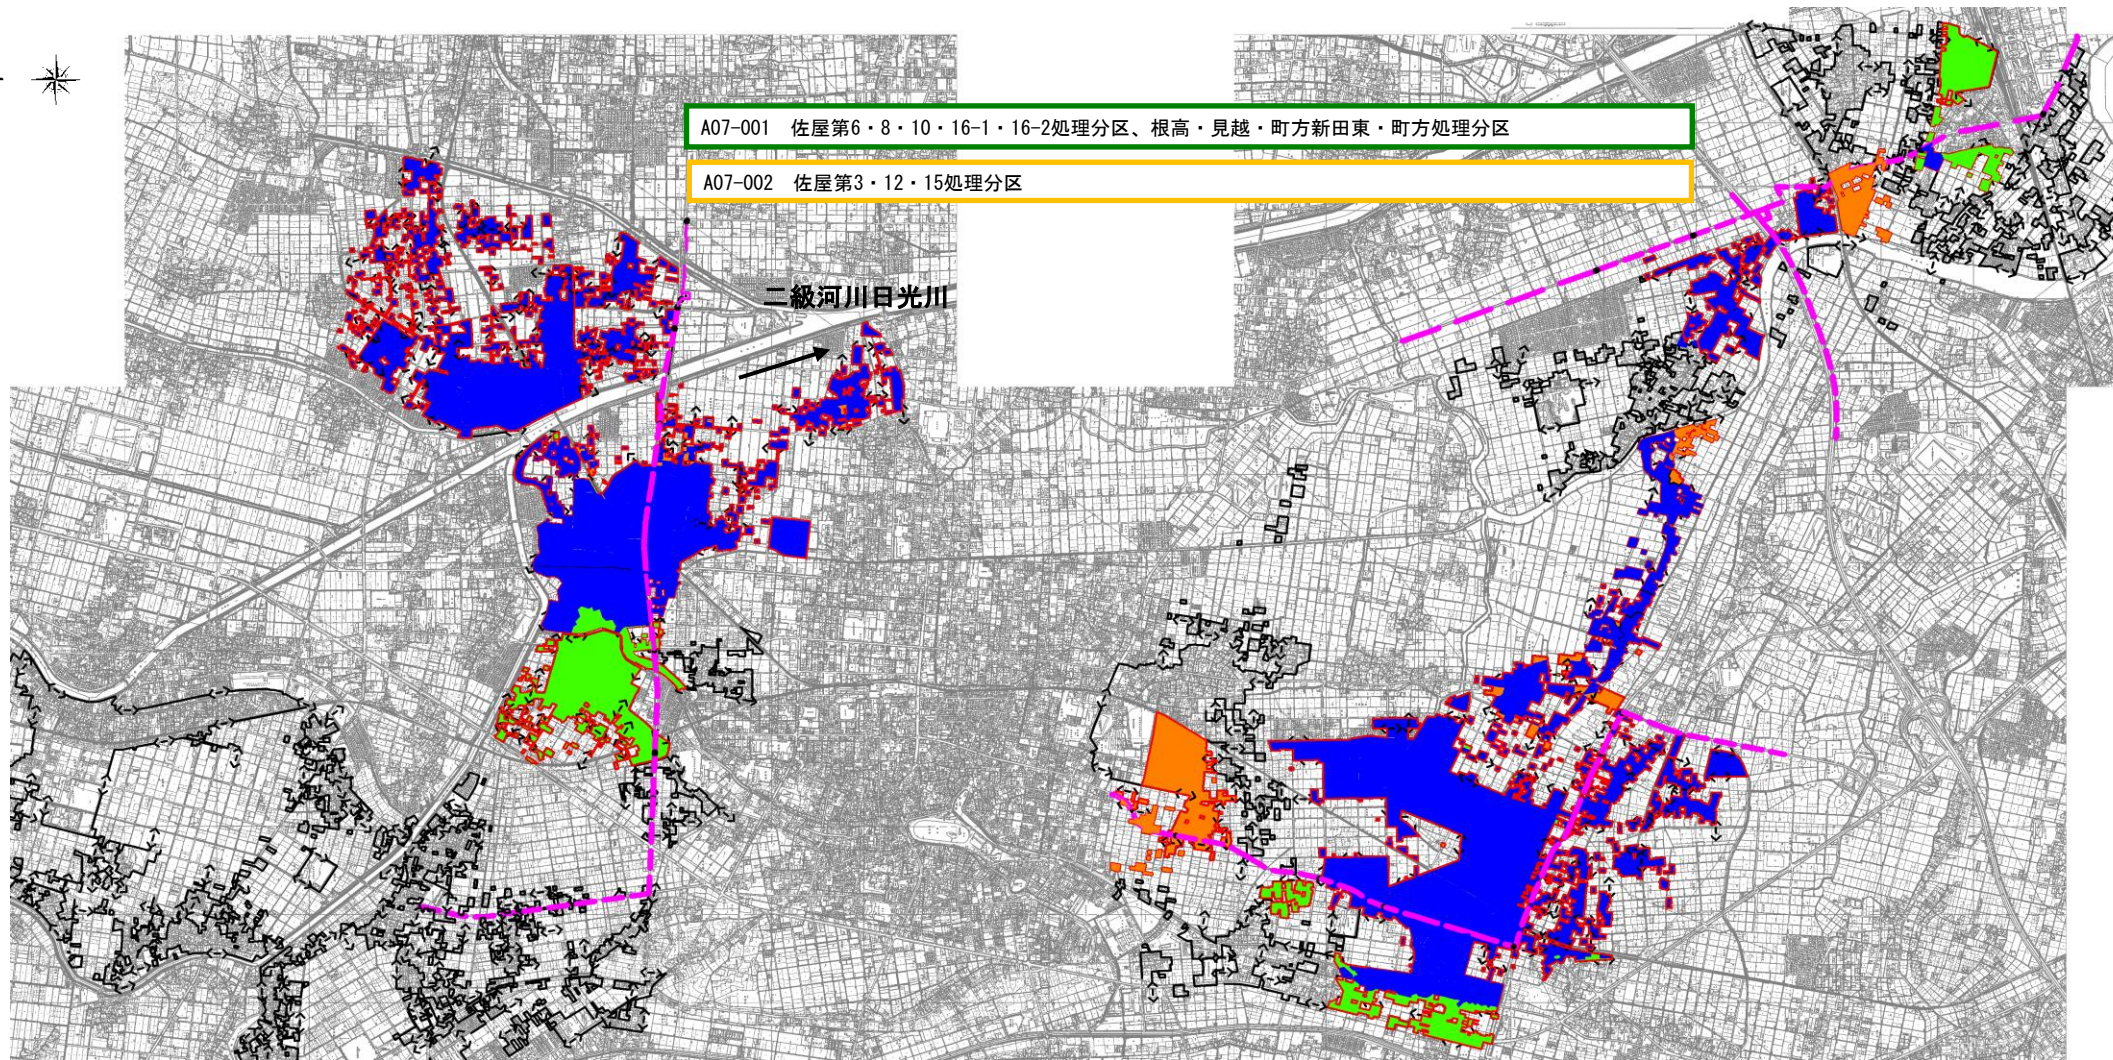 A07-001　佐屋第6・8・10・16-1・16-2処理分区、根高・見越・町方新田東・町方処理分区
A07-002　佐屋第3・12・15処理分区
二級河川日光川